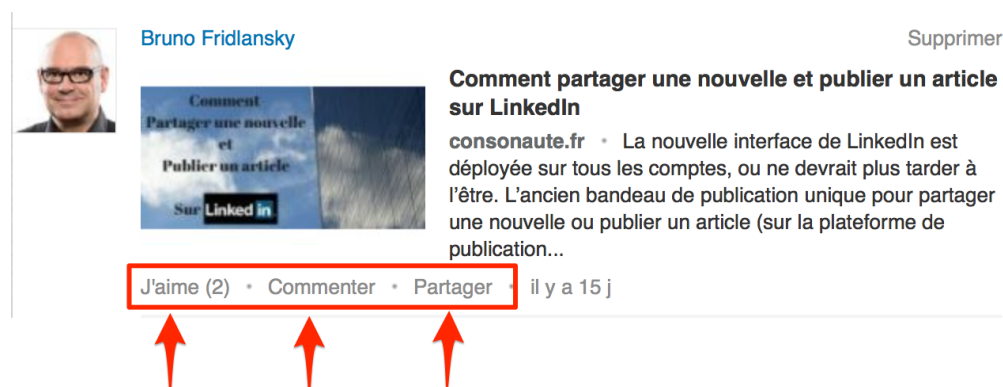 Bruno Fridlansky
Supprimer
Comment
Partager une nouvelle
et
Publier un article
Sur Linked in
Comment partager une nouvelle et publier un article
sur LinkedIn
consonaute.fr • La nouvelle interface de LinkedIn est
déployée sur tous les comptes, ou ne devrait plus tarder à
l'être. L'ancien bandeau de publication unique pour partager
une nouvelle ou publier un article (sur la plateforme de
publication...
J'aime (2) • Commenter • Partager • il y a 15 j